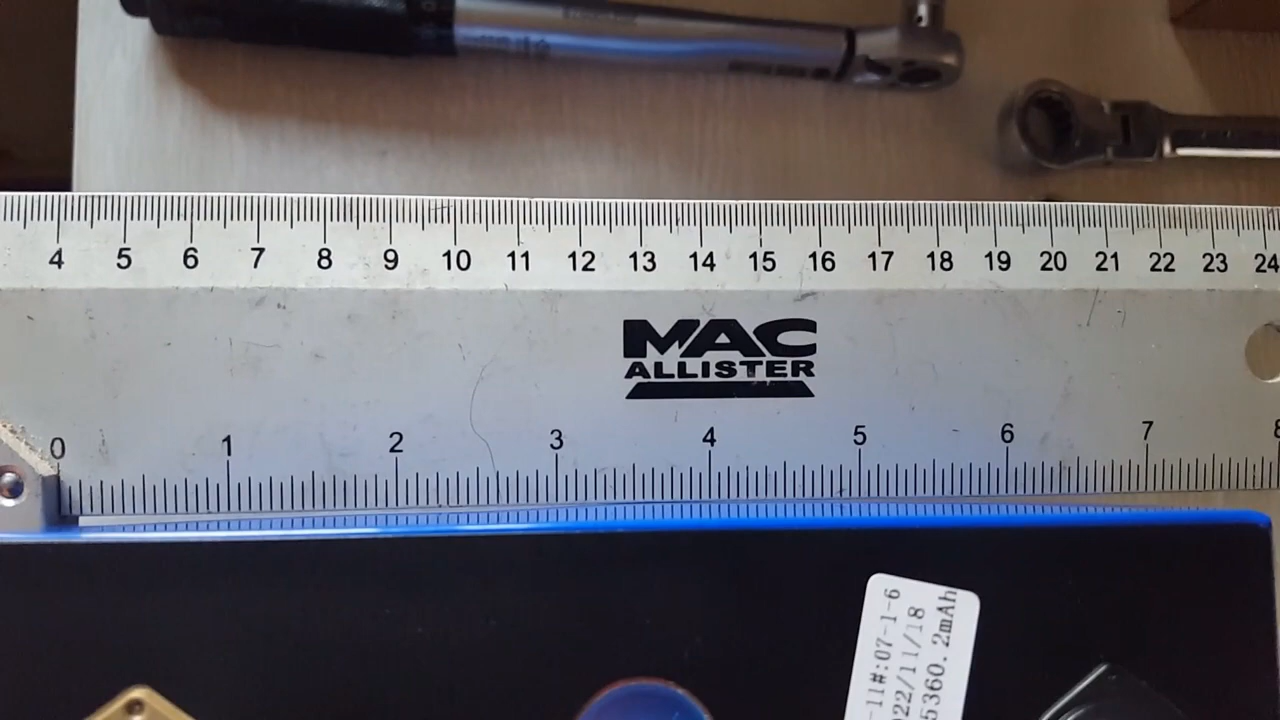 4 5 6 7 8 9 10 11 12 13 14 15 16 17 18 19 20 21 22 23 24
MAC
ALLISTER
0 1 2 3 4 5 6 7 8
-11#:07-1-6
022/11/18
5360.2mAh